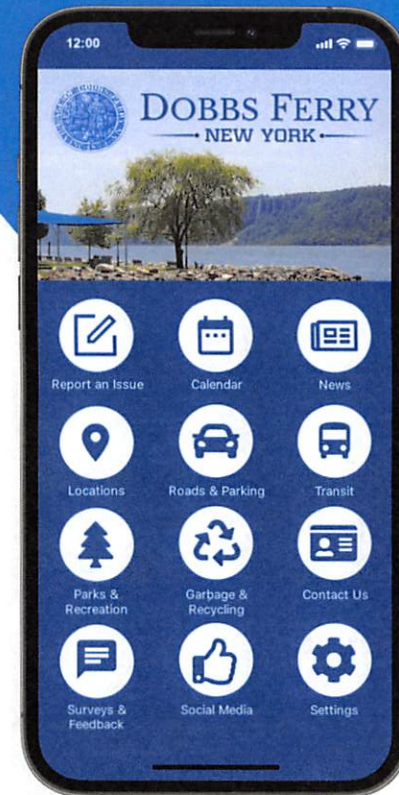 12:00
DOBBS FERRY
NEW YORK
Report an Issue
Calendar
News
Locations
Roads & Parking
Transit
Parks &
Recreation
Garbage &
Recycling
Contact Us
Surveys &
Feedback
Social Media
Settings